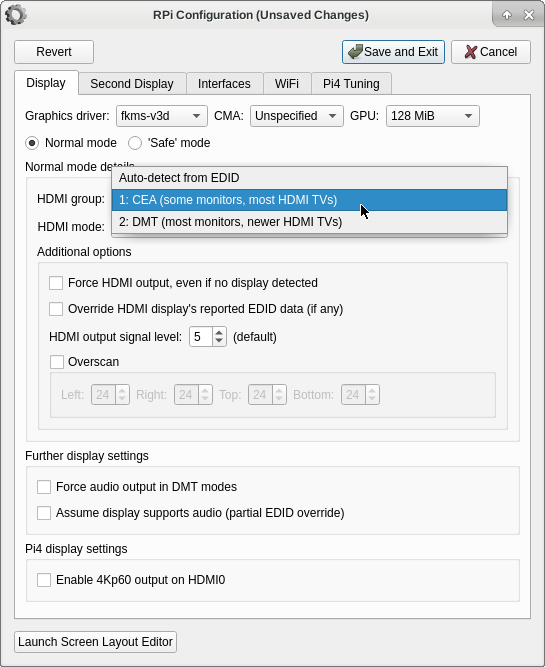 RPi Configuration (Unsaved Changes)
Revert Save and Exit Cancel
Display Second Display Interfaces WiFi Pi4 Tuning
Graphics driver: fkms-v3d CMA: Unspecified GPU: 128 MiB
Normal mode 'Safe' mode
Normal mode details
Auto-detect from EDID
HDMI group: 1: CEA (some monitors, most HDMI TVs)
HDMI mode: 2: DMT (most monitors, newer HDMI TVs)
Additional options
Force HDMI output, even if no display detected
Override HDMI display's reported EDID data (if any)
HDMI output signal level: 5 (default)
Overscan
Left: 24 Right: 24 Top: 24 Bottom: 24
Further display settings
Force audio output in DMT modes
Assume display supports audio (partial EDID override)
Pi4 display settings
Enable 4Kp60 output on HDMI0
Launch Screen Layout Editor